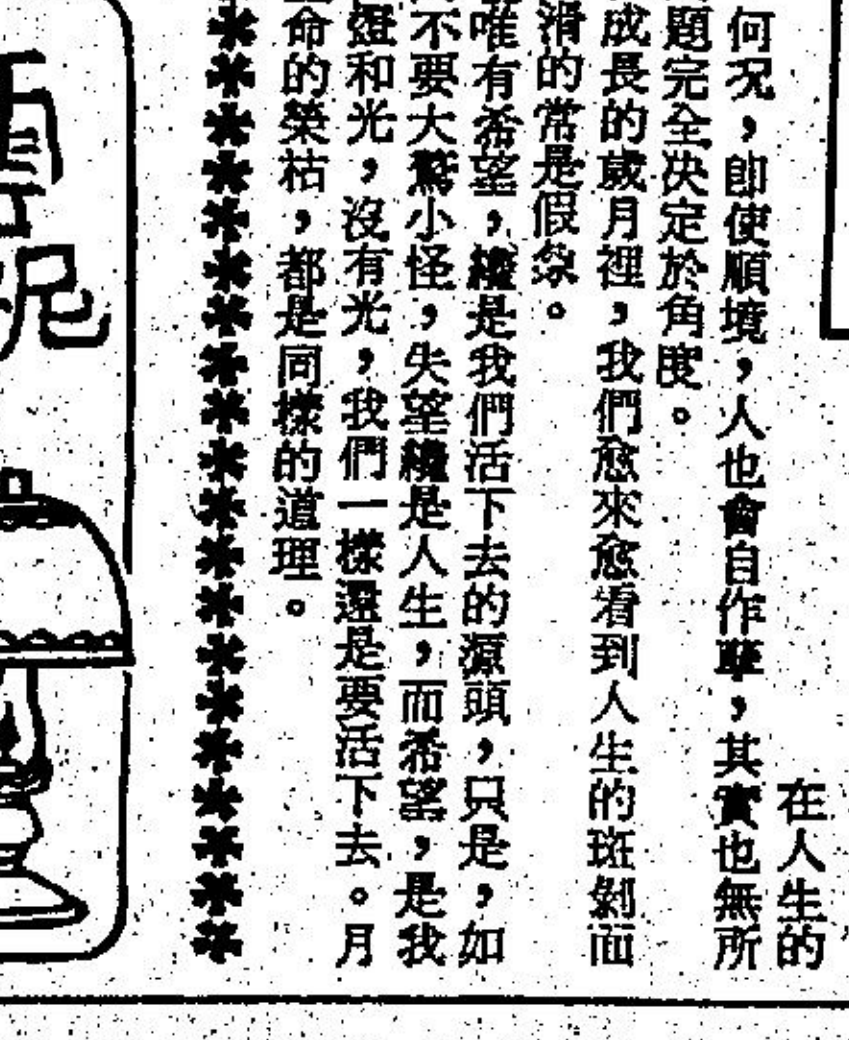 在人生的
何況，即使順境，人也會自作孽，其實也無所
題完全決定於角度。
成長的歲月裡，我們愈來愈看到人生的斑剝面
滑的常是假象。
唯有希望，纔是我們活下去的源頭，只是，如
不要大驚小怪，失望纔是人生，而希望，是我
燈和光，沒有光，我們一樣還是要活下去。月
命的榮枯，都是同樣的道理。
＊＊＊＊＊＊＊＊＊＊＊＊＊＊＊＊＊＊＊＊